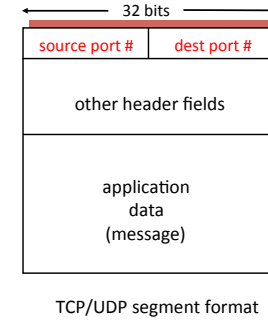 32 bits
source port # dest port #
other header fields
application
data
(message)
TCP/UDP segment format